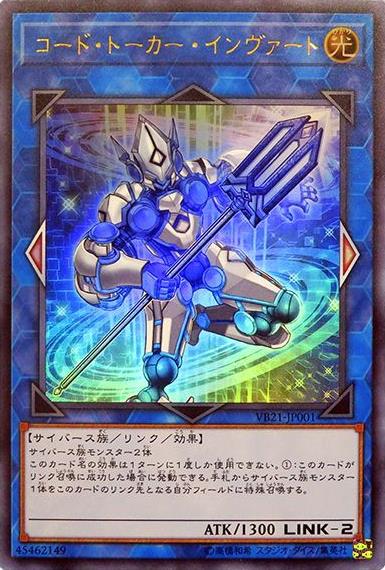 コード・トーカー・インヴァート 光
VB21-JP001
【サイバース族／リンク／効果】
サイバース族モンスター2体
このカード名の効果は1ターンに1度しか使用できない。①：このカードが
リンク召喚に成功した場合に発動できる。手札からサイバース族モンスター
1体をこのカードのリンク先となる自分フィールドに特殊召喚する。
ATK/1300 LINK-2
45462149 ©高橋和希 スタジオ・ダイス/集英社